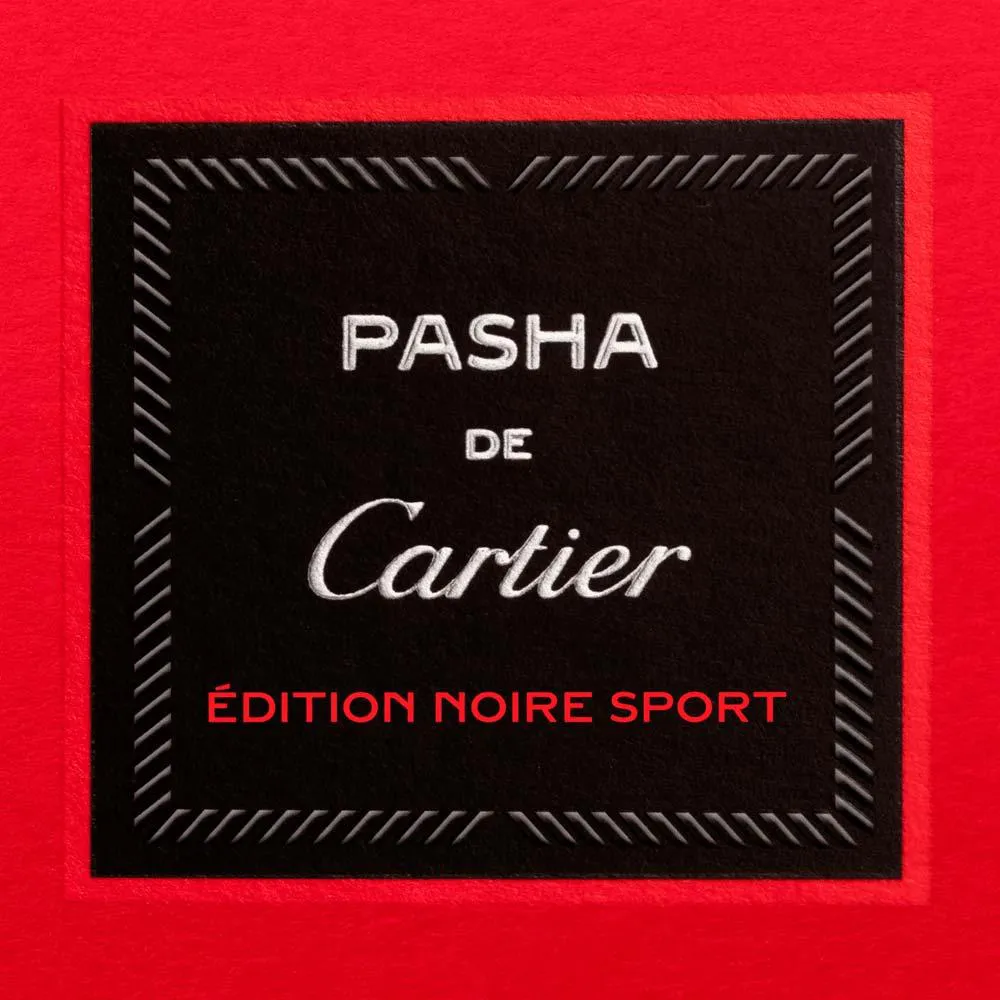 PASHA
DE
Cartier
ÉDITION NOIRE SPORT